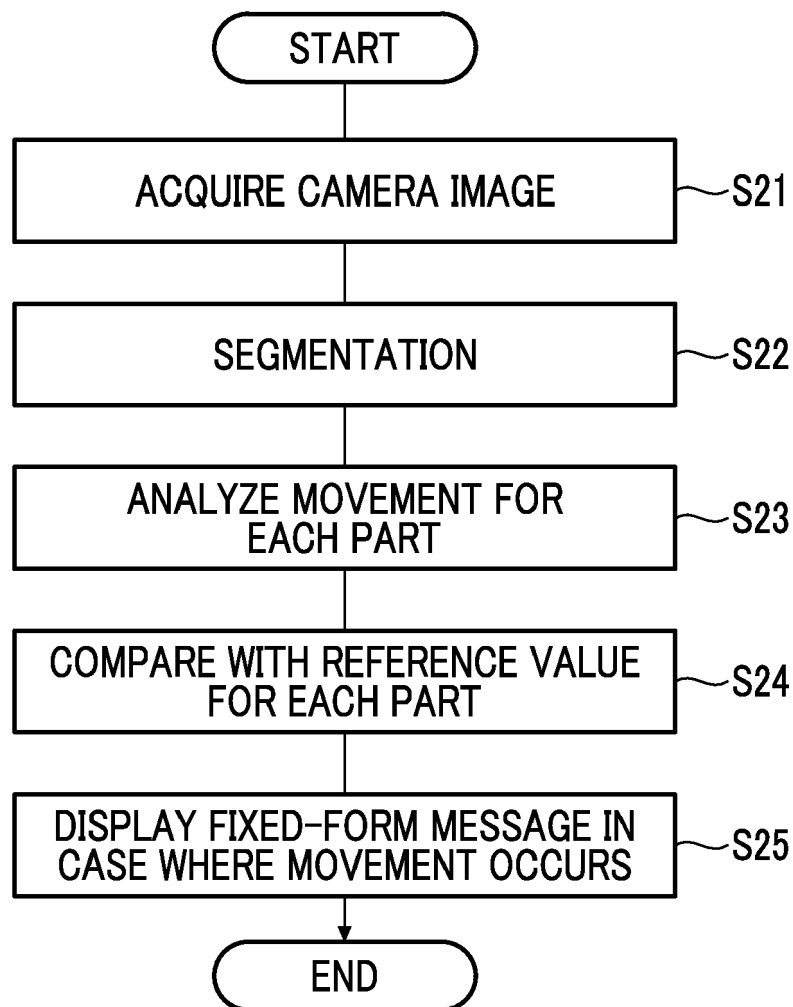 START
ACQUIRE CAMERA IMAGE
S21
SEGMENTATION
S22
ANALYZE MOVEMENT FOR
EACH PART
S23
COMPARE WITH REFERENCE VALUE
FOR EACH PART
S24
DISPLAY FIXED-FORM MESSAGE IN
CASE WHERE MOVEMENT OCCURS
S25
END